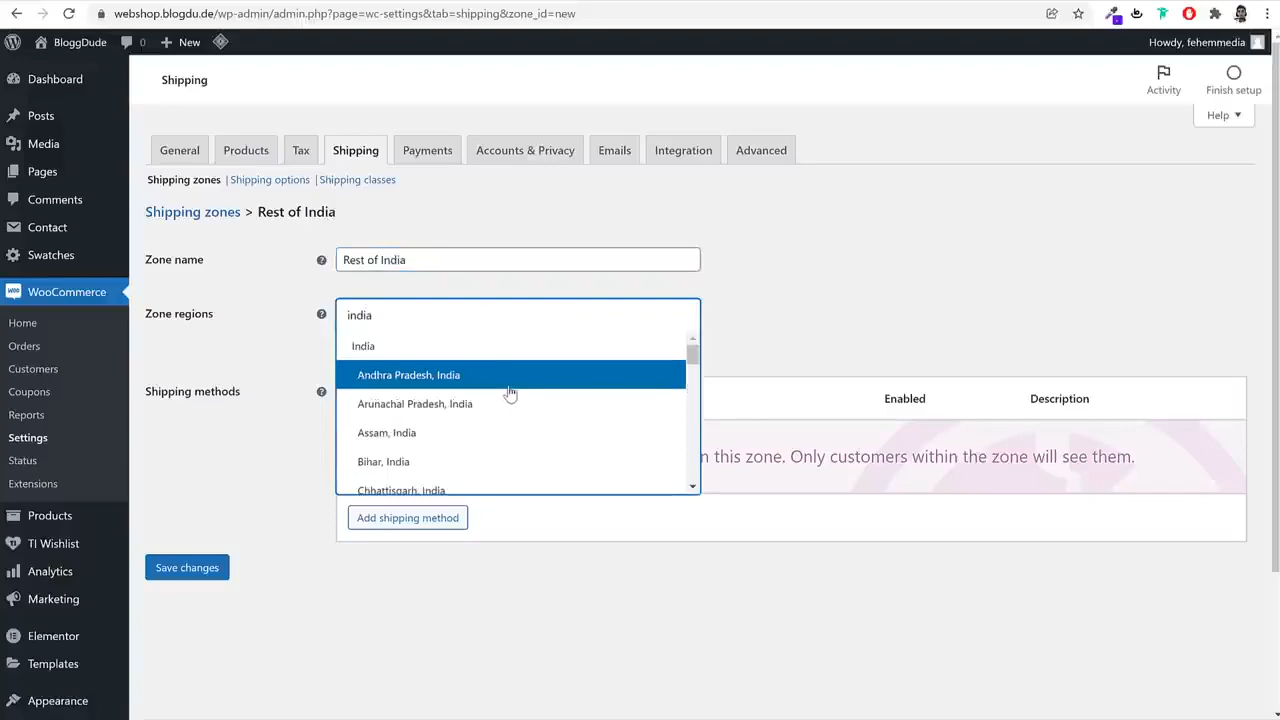 webshop.blogdu.de/wp-admin/admin.php?page=wc-settings&tab=shipping&zone_id=new
BloggDude
0
New
Howdy, fehemmedia
Dashboard
Posts
Media
Pages
Comments
Contact
Swatches
WooCommerce
Home
Orders
Customers
Coupons
Reports
Settings
Status
Extensions
Products
TI Wishlist
Analytics
Marketing
Elementor
Templates
Appearance
Shipping
Activity
Finish setup
Help
General Products Tax Shipping Payments Accounts & Privacy Emails Integration Advanced
Shipping zones | Shipping options | Shipping classes
Shipping zones > Rest of India
Zone name
Rest of India
Zone regions
india
India
Andhra Pradesh, India
Arunachal Pradesh, India
Assam, India
Bihar, India
Chhattisgarh, India
Shipping methods
Enabled Description
n this zone. Only customers within the zone will see them.
Add shipping method
Save changes